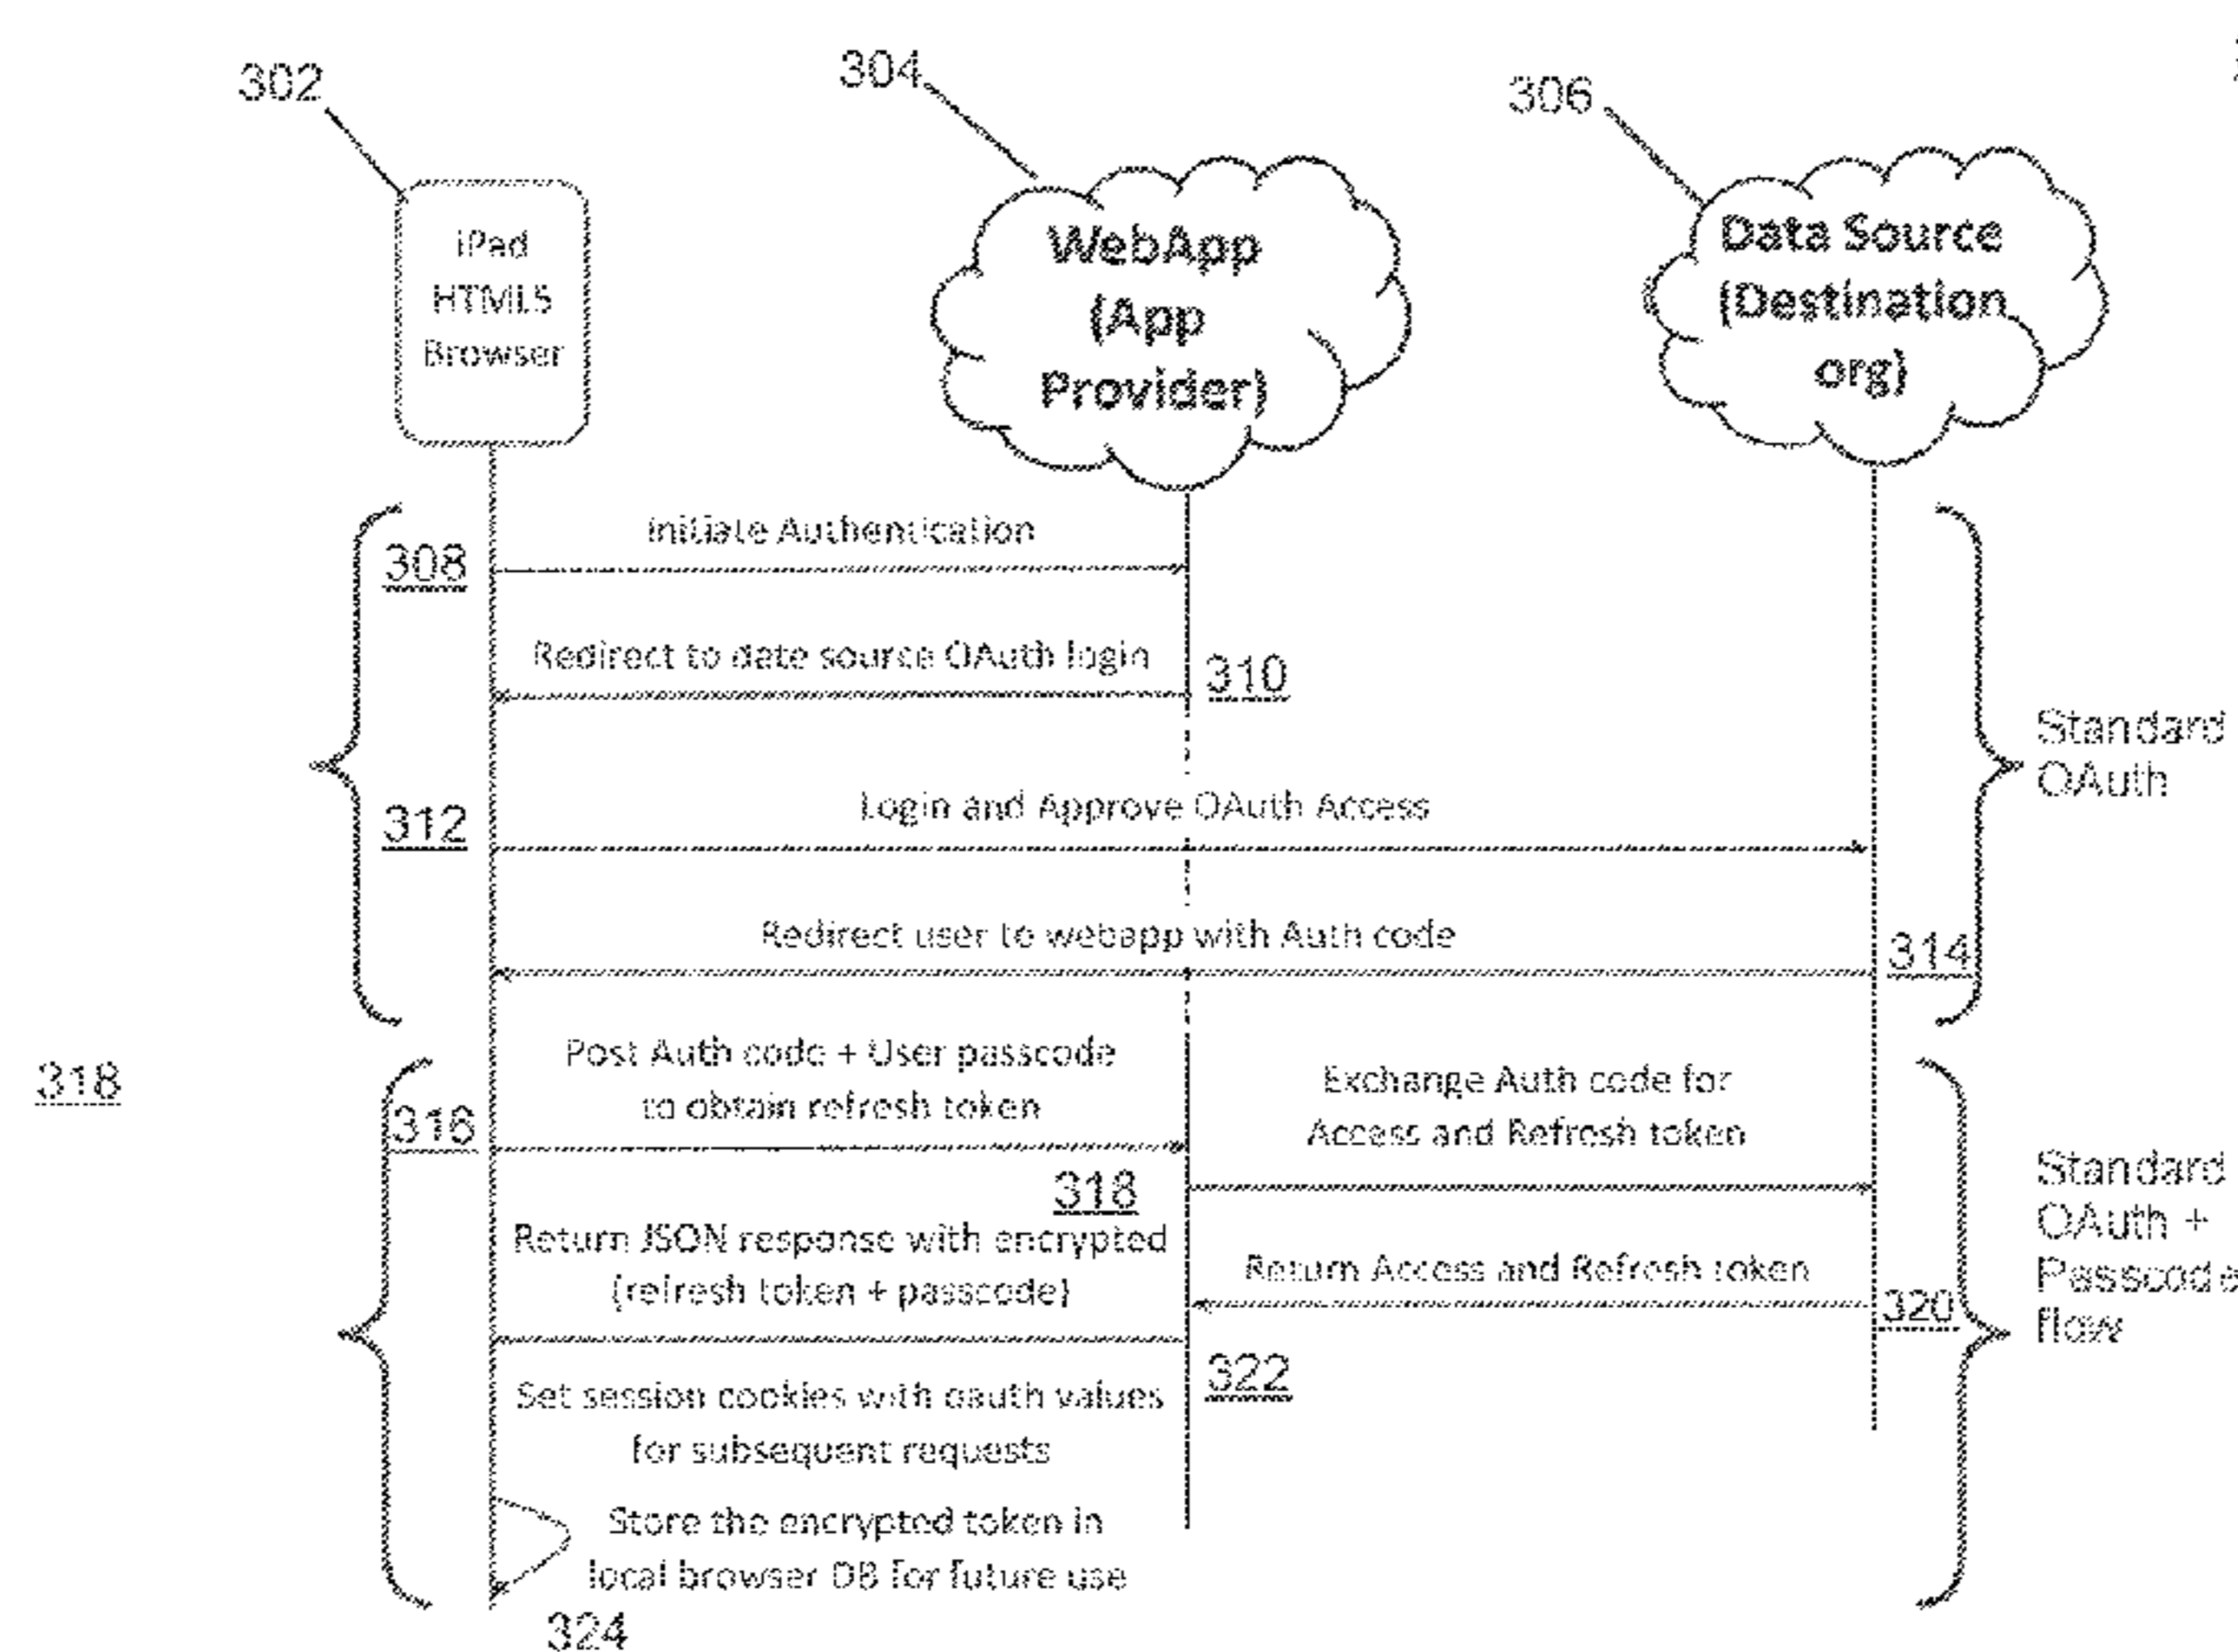 302
304
306
iPad
HTML5
Browser
WebApp
(App
Provider)
Data Source
(Destination
org)
Initiate Authentication
308
Redirect to date source OAuth login
310
Standard
OAuth
Login and Approve OAuth Access
312
Redirect user to webapp with Auth code
314
318
Post Auth code + User passcode
to obtain refresh token
316
Exchange Auth code for
Access and Refresh token
318
Standard
OAuth +
Passcode
flow
Return JSON response with encrypted
(refresh token + passcode)
Return Access and Refresh token
320
322
Set session cookies with oauth values
for subsequent requests
Store the encrypted token in
local browser DB for future use
324